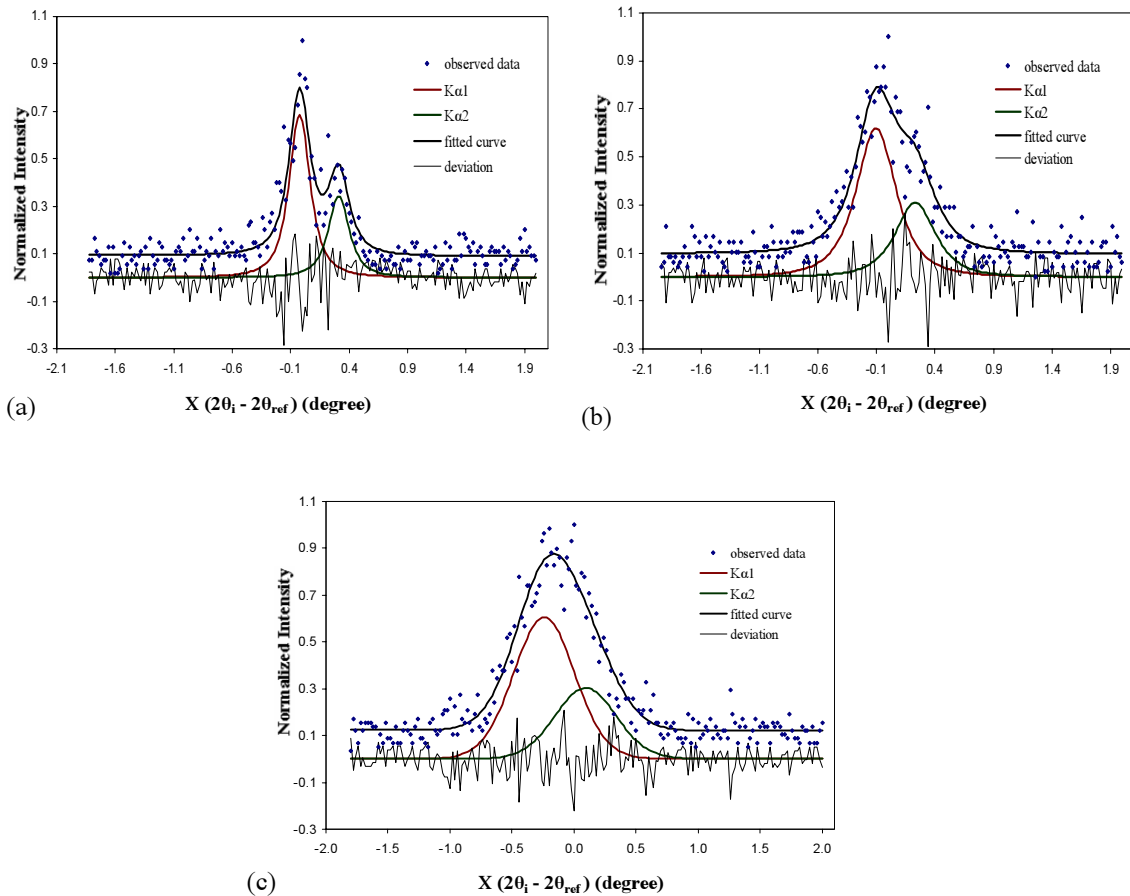 1.1
0.9
0.7
0.5
0.3
0.1
-0.1
-0.3
Normalized Intensity
observed data
Kα1
Kα2
fitted curve
deviation
-2.1 -1.6 -1.1 -0.6 -0.1 0.4 0.9 1.4 1.9
X (2θi - 2θref ) (degree)
(a)
1.1
0.9
0.7
0.5
0.3
0.1
-0.1
-0.3
Normalized Intensity
observed data
Kα1
Kα2
fitted curve
deviation
-2.1 -1.6 -1.1 -0.6 -0.1 0.4 0.9 1.4 1.9
X (2θi - 2θref ) (degree)
(b)
1.1
0.9
0.7
0.5
0.3
0.1
-0.1
-0.3
Normalized Intensity
observed data
Kα1
Kα2
fitted curve
deviation
-2.0 -1.5 -1.0 -0.5 0.0 0.5 1.0 1.5 2.0
X (2θi - 2θref ) (degree)
(c)